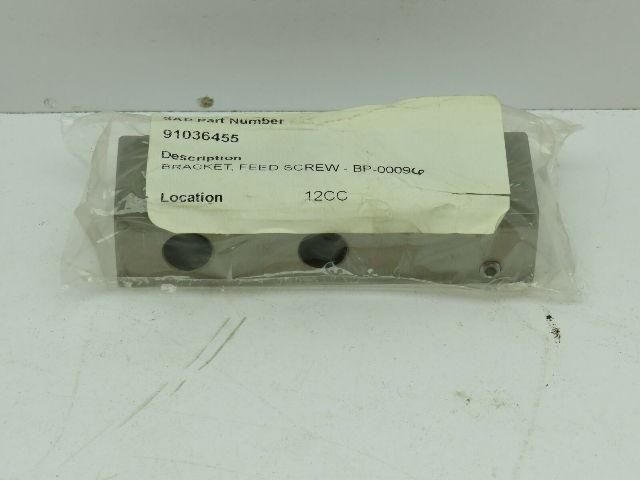 SAP Part Number
91036455
Description
BRACKET, FEED SCREW - BP-00096
Location 12CC